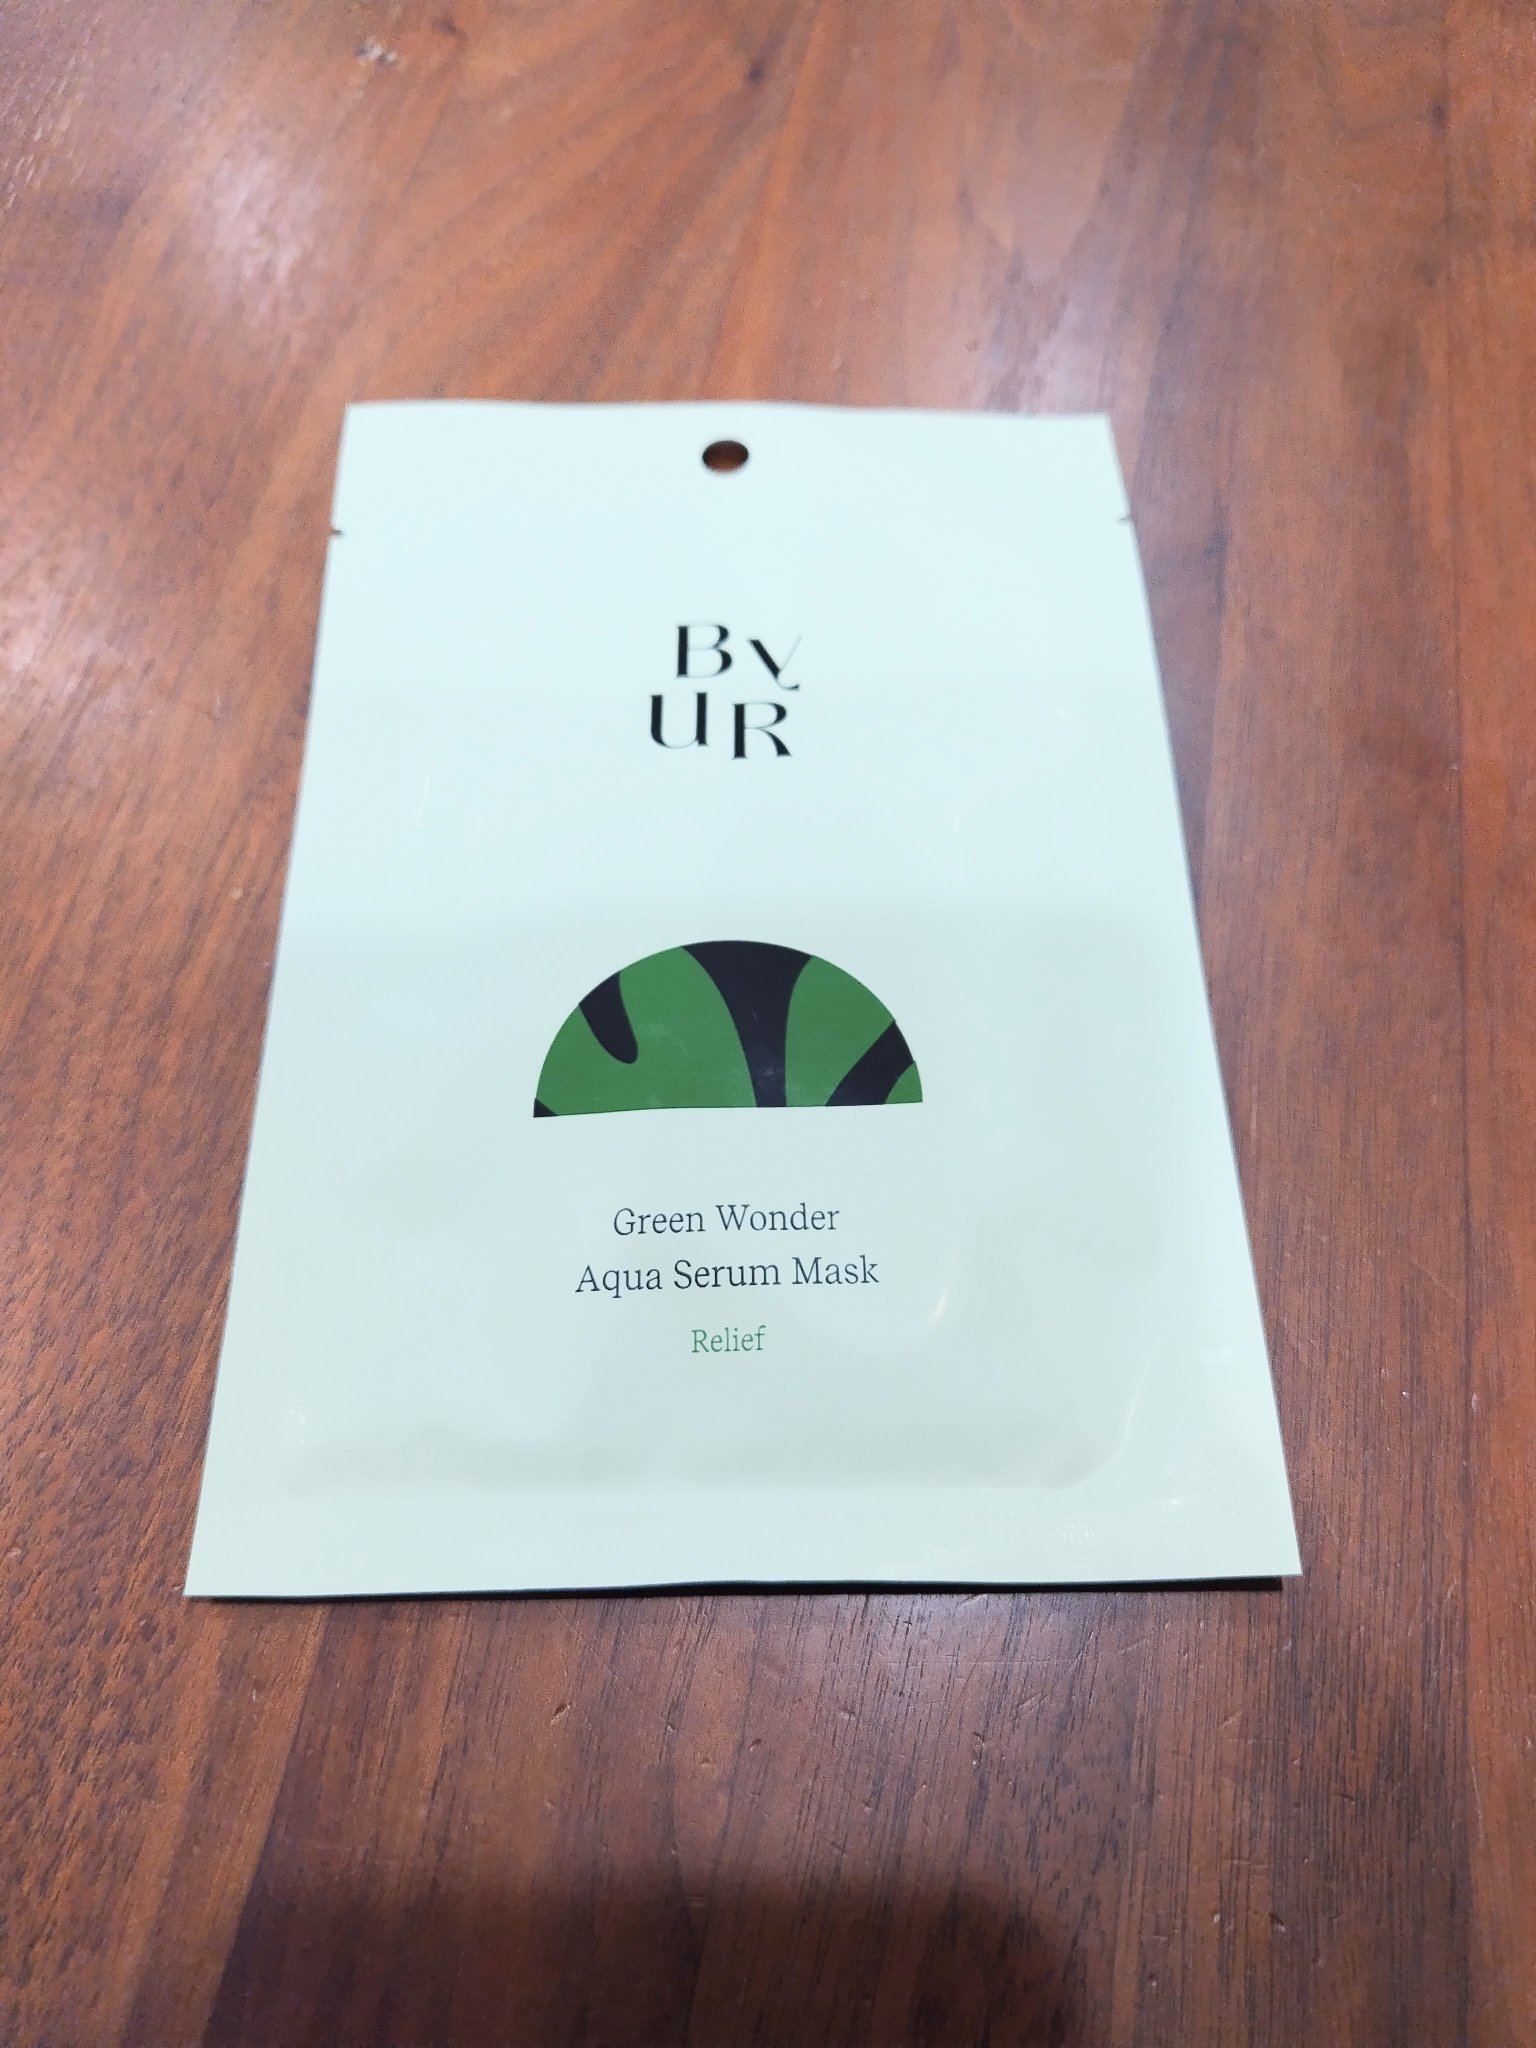 By
UR
Green Wonder
Aqua Serum Mask
Relief